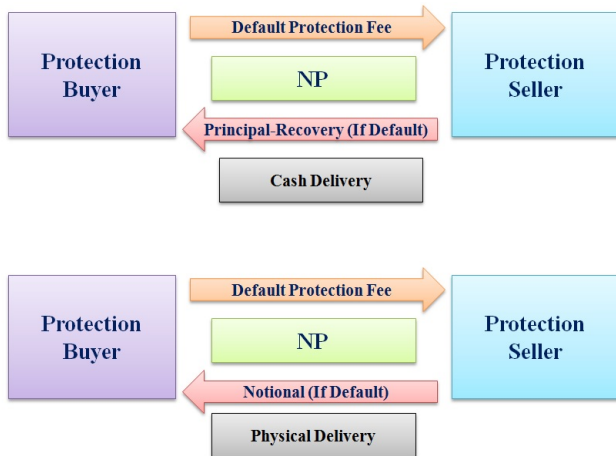 Default Protection Fee
Protection
Buyer
NP
Protection
Seller
Principal-Recovery (If Default)
Cash Delivery
Default Protection Fee
Protection
Buyer
NP
Protection
Seller
Notional (If Default)
Physical Delivery